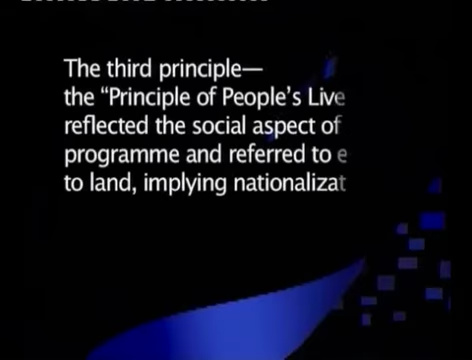 The third principle—
the “Principle of People’s Live
reflected the social aspect of
programme and referred to e
to land, implying nationalizat